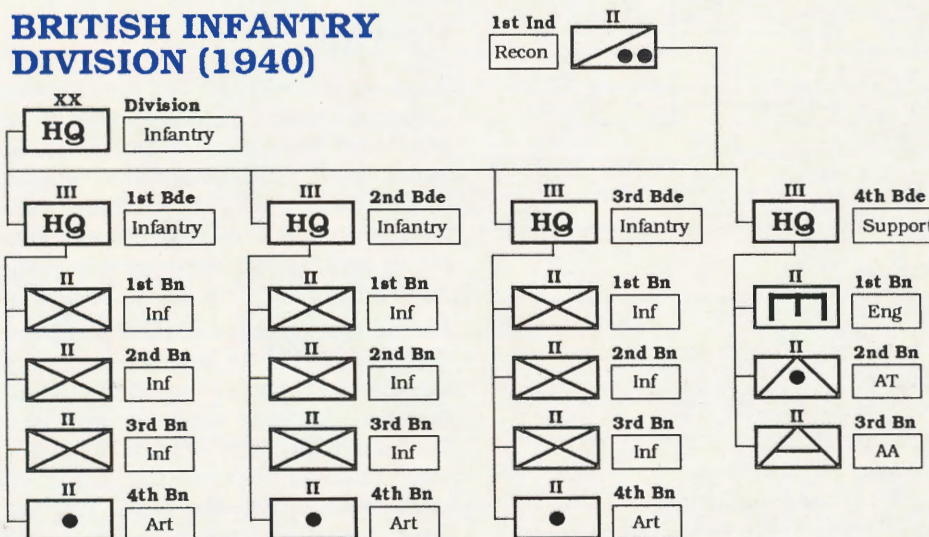 BRITISH INFANTRY
DIVISION (1940)
1st Ind
II
Recon
XX
Division
HQ
Infantry
III
1st Bde
HQ
Infantry
II
1st Bn
Inf
II
2nd Bn
Inf
II
3rd Bn
Inf
II
4th Bn
Art
III
2nd Bde
HQ
Infantry
II
1st Bn
Inf
II
2nd Bn
Inf
II
3rd Bn
Inf
II
4th Bn
Art
III
3rd Bde
HQ
Infantry
II
1st Bn
Inf
II
2nd Bn
Inf
II
3rd Bn
Inf
II
4th Bn
Art
III
4th Bde
HQ
Support
II
1st Bn
Eng
II
2nd Bn
AT
II
3rd Bn
AA